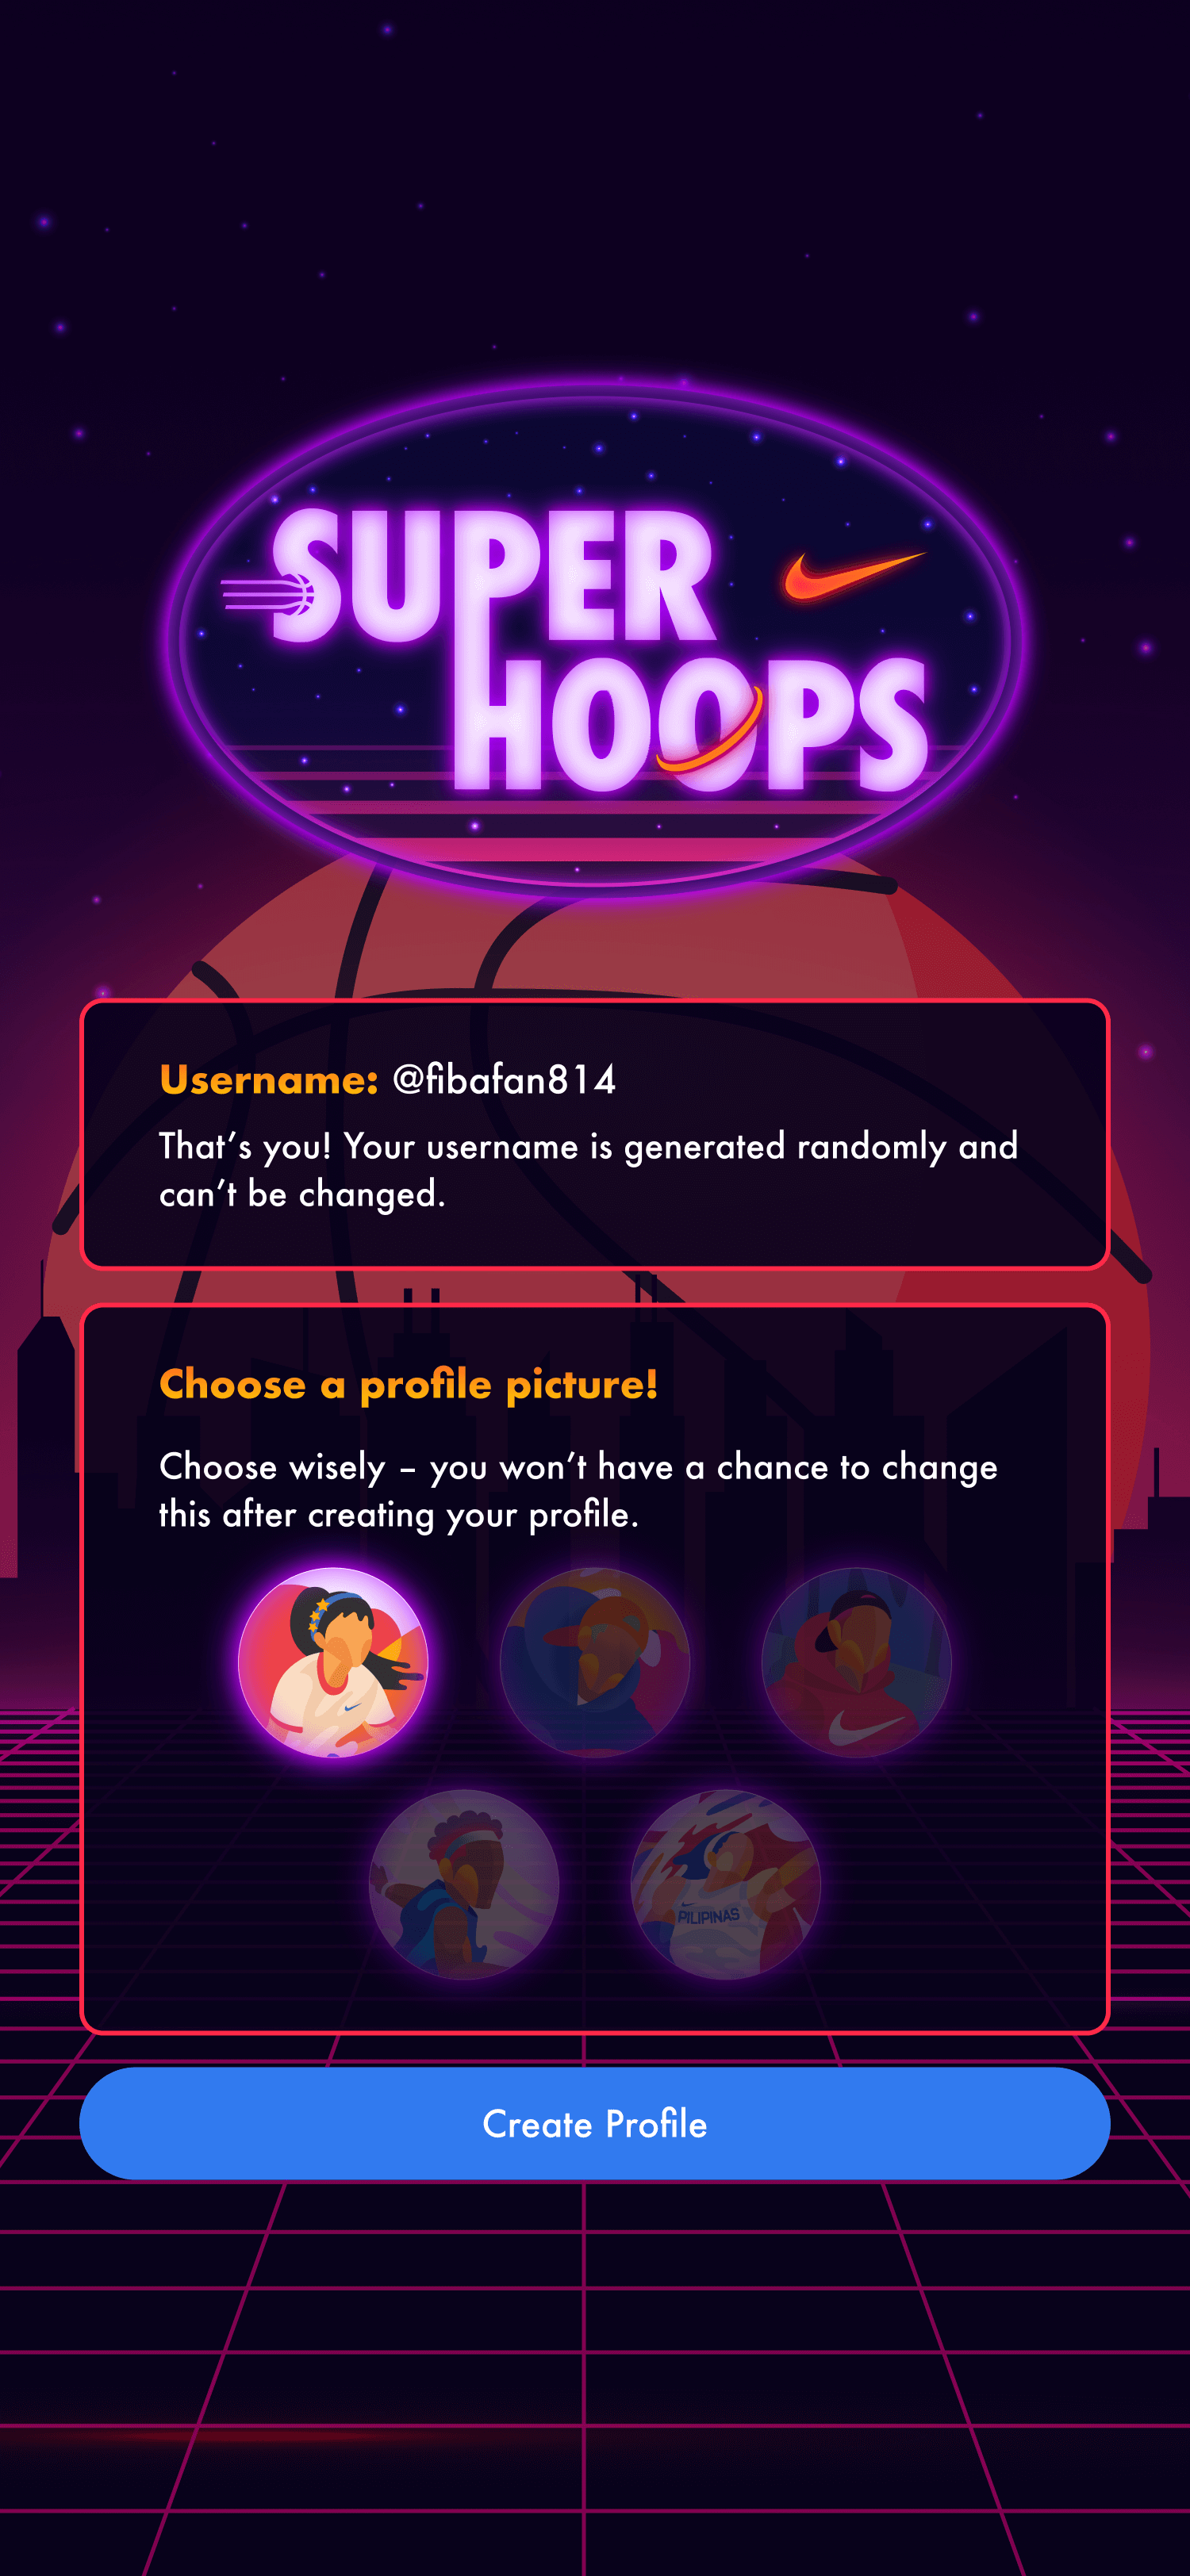 SUPER
HOOPS
Username: @fibafan814
That’s you! Your username is generated randomly and
can’t be changed.
Choose a profile picture!
Choose wisely – you won’t have a chance to change
this after creating your profile.
PILIPINAS
Create Profile